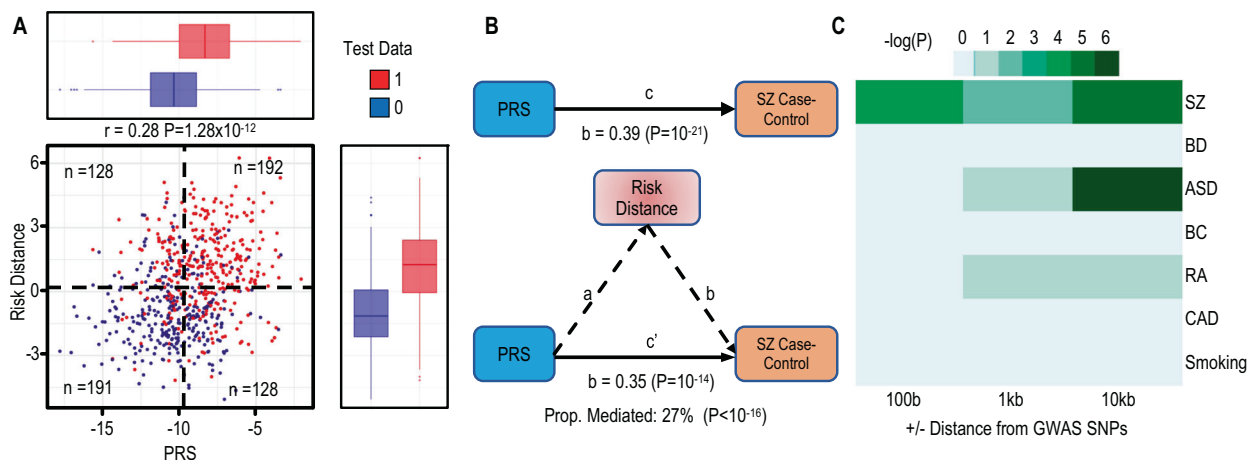 A
Test Data
1
0
r = 0.28 P=1.28x10-12
n =128
n =192
n =191
n =128
6
3
0
-3
Risk Distance
-15
-10
-5
PRS
B
PRS
c
SZ Case-
Control
b = 0.39 (P=10-21)
Risk
Distance
a
b
PRS
c'
SZ Case-
Control
b = 0.35 (P=10-14)
Prop. Mediated: 27% (P<10-16)
C
-log(P)
0 1 2 3 4 5 6
SZ
BD
ASD
BC
RA
CAD
Smoking
100b
1kb
10kb
+/- Distance from GWAS SNPs